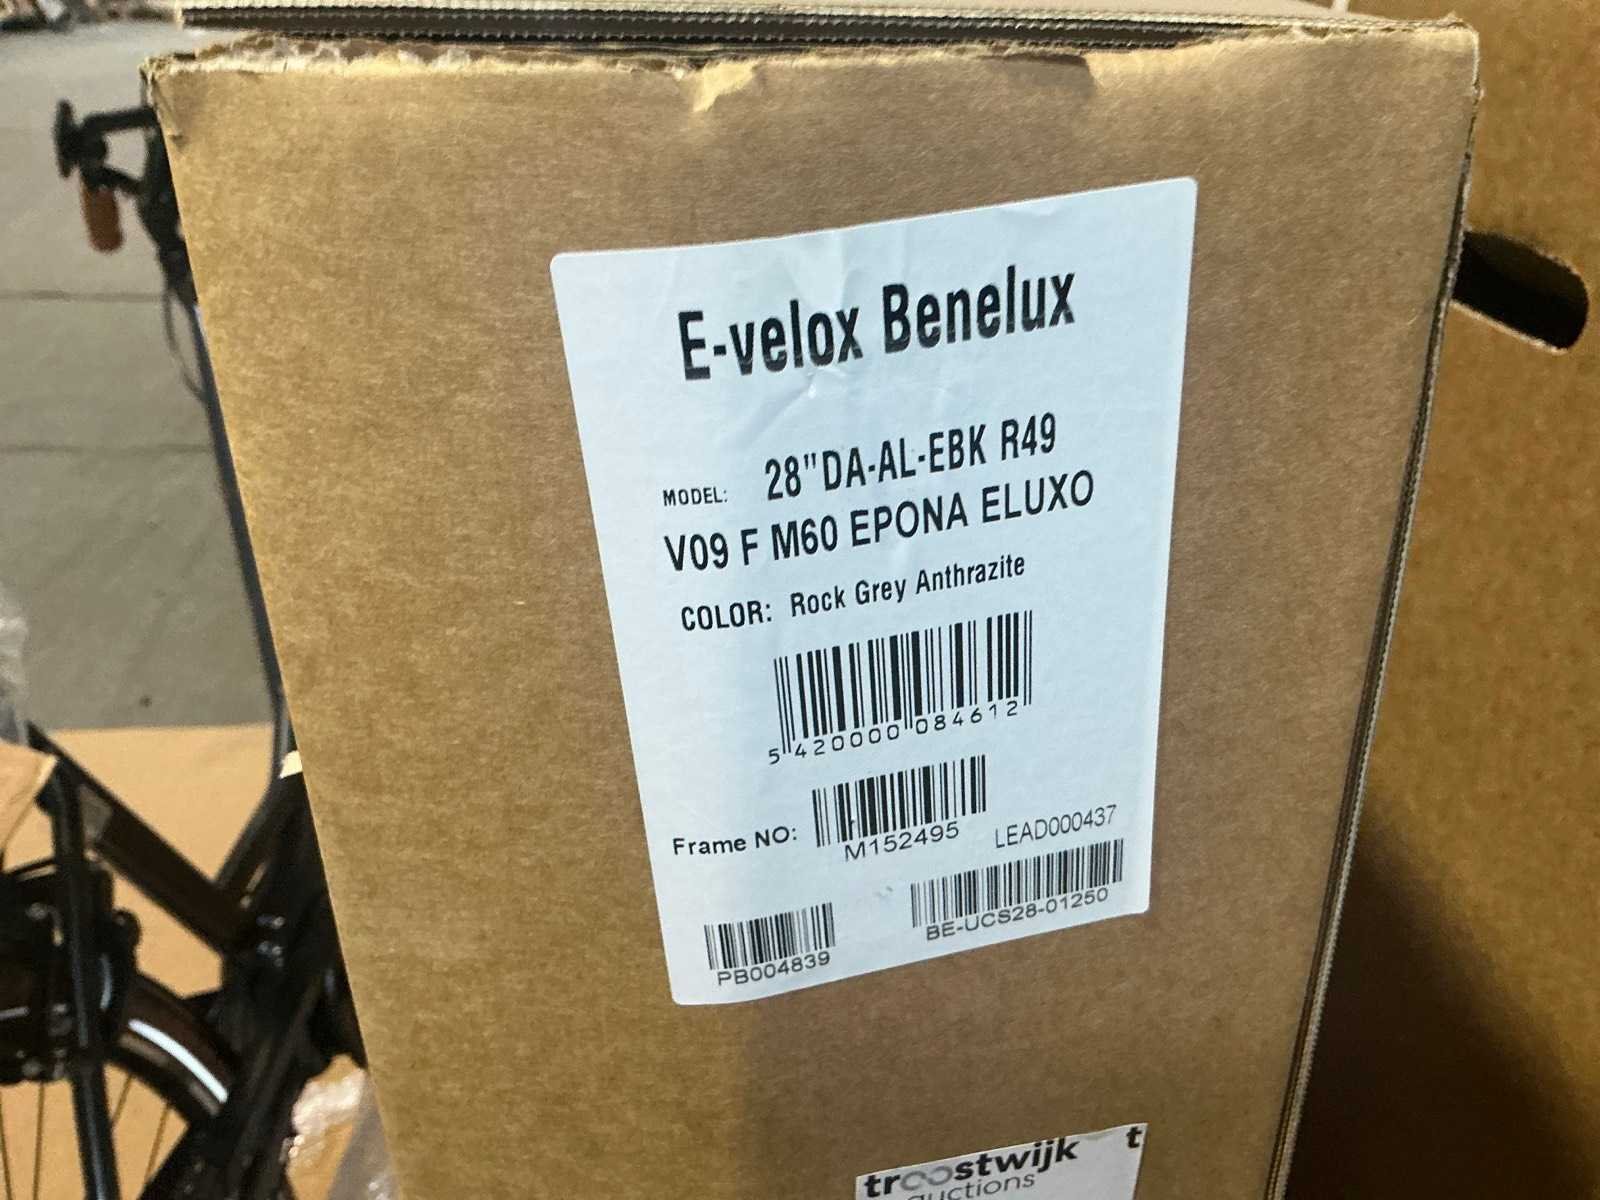 E-velox Benelux
MODEL: 28"DA-AL-EBK R49
V09 F M60 EPONA ELUXO
COLOR: Rock Grey Anthrazite
5 420000 084612
Frame NO: M152495
LEAD000437
PB004839
BE-UCS28-01250
troostwijk t
auctions